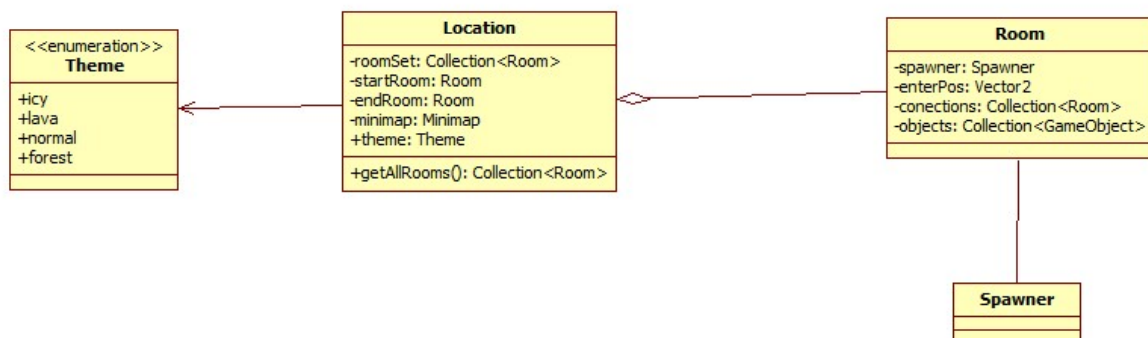 <<enumeration>>
Theme
+icy
+lava
+normal
+forest
Location
-roomSet: Collection<Room>
-startRoom: Room
-endRoom: Room
-minimap: Minimap
+theme: Theme
+getAllRooms(): Collection<Room>
Room
-spawner: Spawner
-enterPos: Vector2
-conections: Collection<Room>
-objects: Collection<GameObject>
Spawner